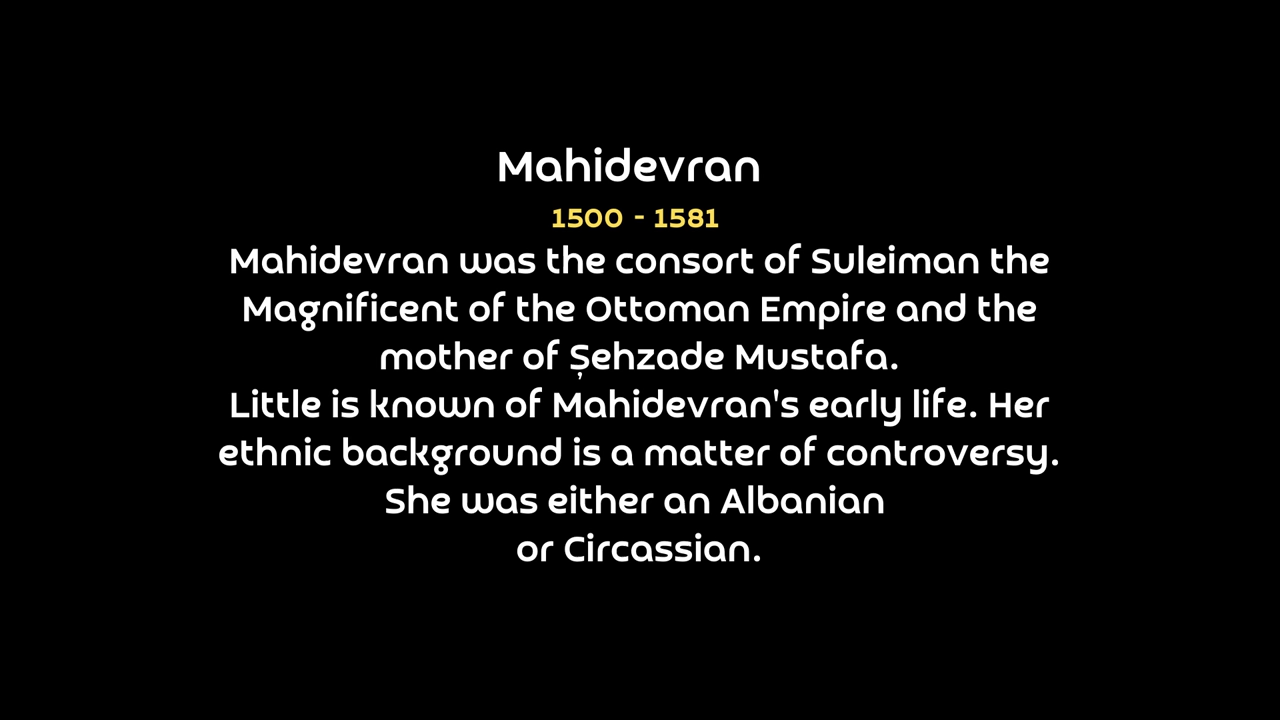 Mahidevran
1500 - 1581
Mahidevran was the consort of Suleiman the
Magnificent of the Ottoman Empire and the
mother of Șehzade Mustafa.
Little is known of Mahidevran's early life. Her
ethnic background is a matter of controversy.
She was either an Albanian
or Circassian.